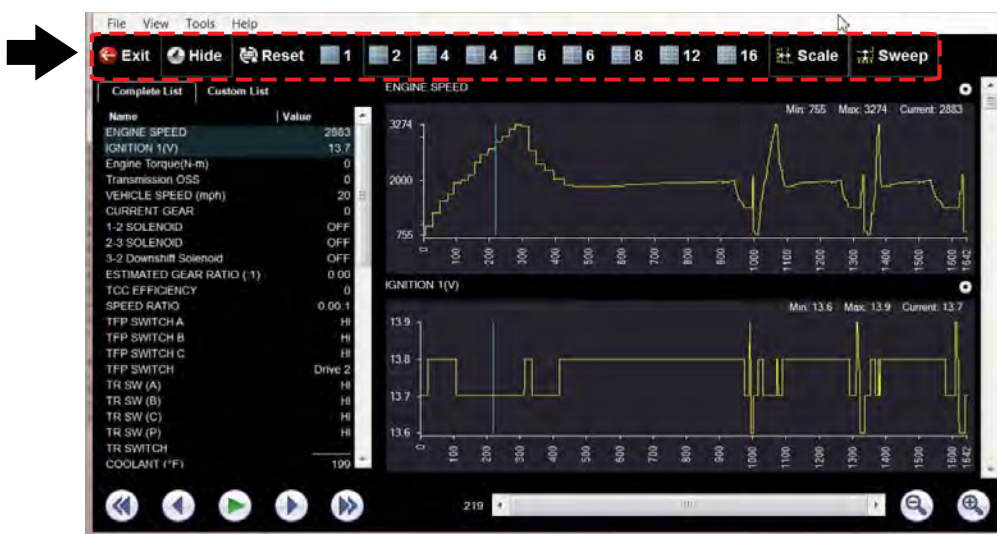 File View Tools Help
Exit Hide Reset 1 2 4 4 6 6 8 12 16 Scale Sweep
Complete List Custom List
Name Value
ENGINE SPEED 2883
IGNITION 1(V) 13.7
Engine Torque(N-m) 0
Transmission OSS 0
VEHICLE SPEED (mph) 20
CURRENT GEAR 0
1-2 SOLENOID OFF
2-3 SOLENOID OFF
3-2 Downshift Solenoid OFF
ESTIMATED GEAR RATIO (:1) 0.00
TCC EFFICIENCY 0
SPEED RATIO 0.00:1
TFP SWITCH A HI
TFP SWITCH B HI
TFP SWITCH C HI
TFP SWITCH Drive 2
TR SW (A) HI
TR SW (B) HI
TR SW (C) HI
TR SW (P) HI
TR SWITCH
COOLANT (°F) 199
ENGINE SPEED
Min: 755 Max: 3274 Current: 2883
3274
2000
755
0 100 200 300 400 500 600 700 800 900 1000 1100 1200 1300 1400 1500 1600 1642
IGNITION 1(V)
Min: 13.6 Max: 13.9 Current: 13.7
13.9
13.8
13.7
13.6
0 100 200 300 400 500 600 700 800 900 1000 1100 1200 1300 1400 1500 1600 1642
219